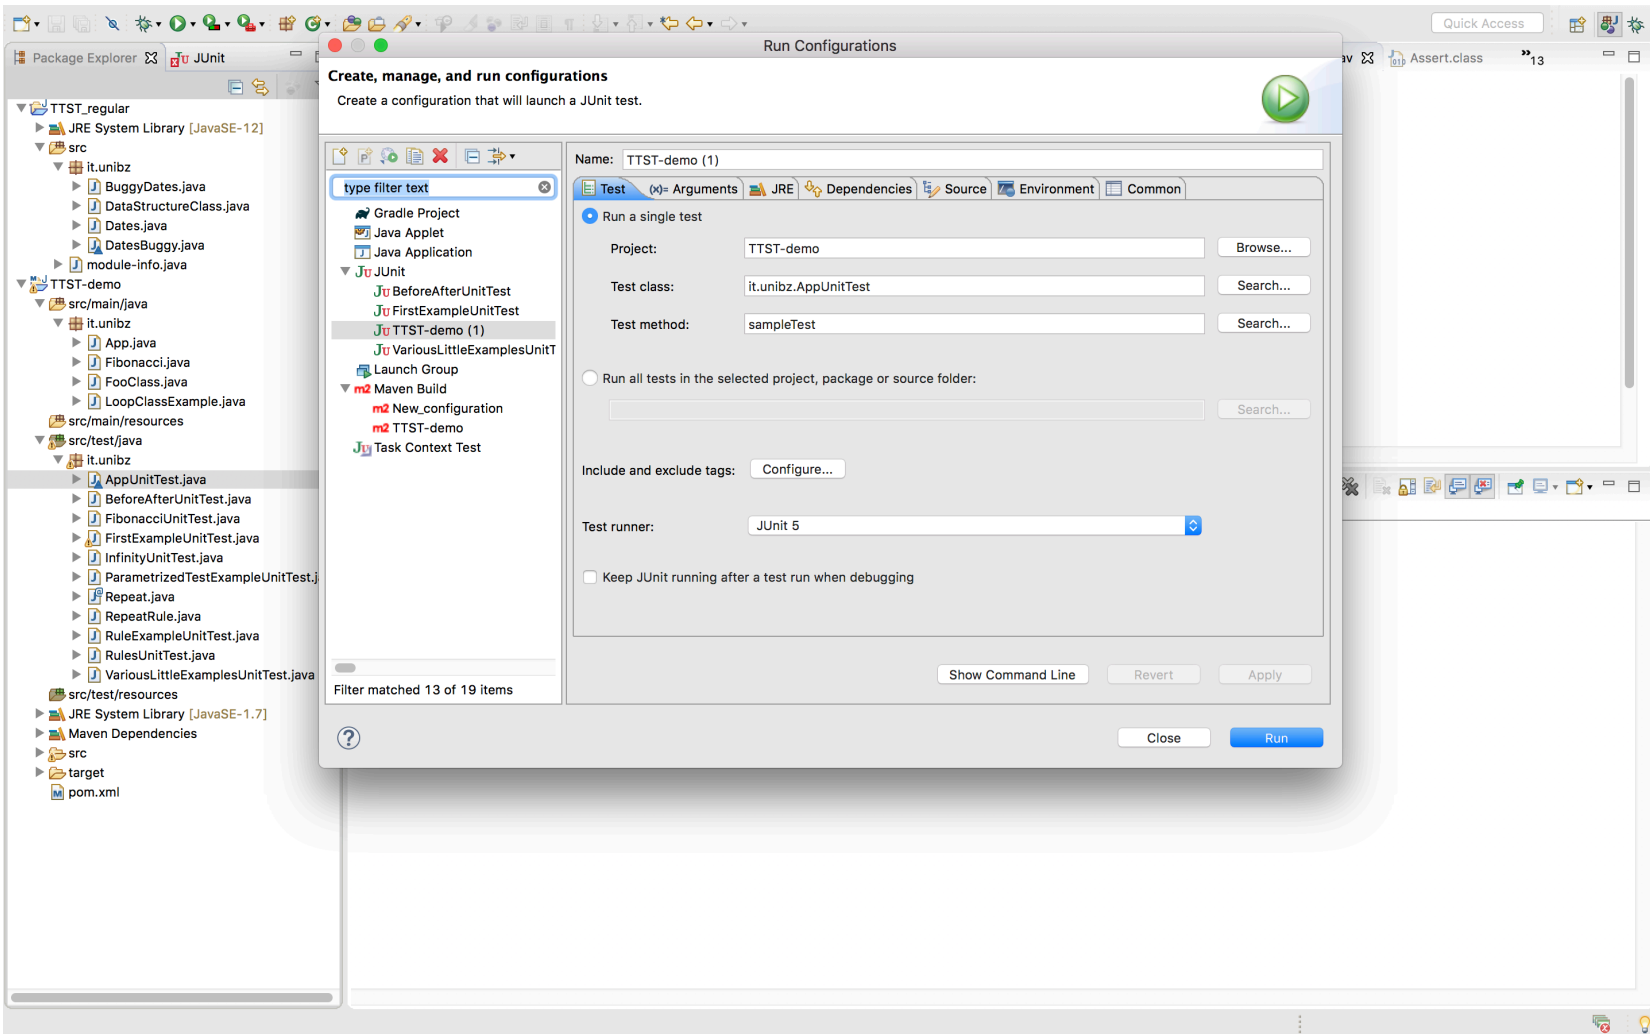 Quick Access
Package Explorer
JUnit
Run Configurations
av
Assert.class
»13
Create, manage, and run configurations
Create a configuration that will launch a JUnit test.
TTST_regular
JRE System Library [JavaSE-12]
src
it.unibz
BuggyDates.java
DataStructureClass.java
Dates.java
DatesBuggy.java
module-info.java
TTST-demo
src/main/java
it.unibz
App.java
Fibonacci.java
FooClass.java
LoopClassExample.java
src/main/resources
src/test/java
it.unibz
AppUnitTest.java
BeforeAfterUnitTest.java
FibonacciUnitTest.java
FirstExampleUnitTest.java
InfinityUnitTest.java
ParametrizedTestExampleUnitTest.j
Repeat.java
RepeatRule.java
RuleExampleUnitTest.java
RulesUnitTest.java
VariousLittleExamplesUnitTest.java
src/test/resources
JRE System Library [JavaSE-1.7]
Maven Dependencies
src
target
pom.xml
type filter text
Gradle Project
Java Applet
Java Application
JUnit
BeforeAfterUnitTest
FirstExampleUnitTest
TTST-demo (1)
VariousLittleExamplesUnitT
Launch Group
m2 Maven Build
m2 New_configuration
m2 TTST-demo
Task Context Test
Filter matched 13 of 19 items
Name: TTST-demo (1)
Test (x)= Arguments JRE Dependencies Source Environment Common
Run a single test
Project: TTST-demo Browse...
Test class: it.unibz.AppUnitTest Search...
Test method: sampleTest Search...
Run all tests in the selected project, package or source folder:
Search...
Include and exclude tags: Configure...
Test runner: JUnit 5
Keep JUnit running after a test run when debugging
Show Command Line Revert Apply
? Close Run